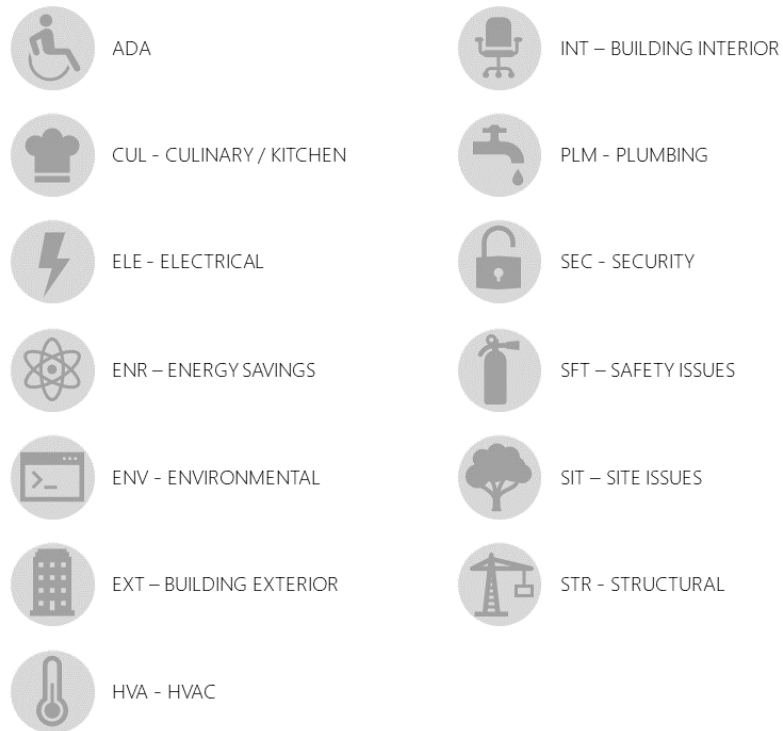 ADA
CUL - CULINARY / KITCHEN
ELE - ELECTRICAL
ENR – ENERGY SAVINGS
ENV - ENVIRONMENTAL
EXT – BUILDING EXTERIOR
HVA - HVAC
INT – BUILDING INTERIOR
PLM - PLUMBING
SEC - SECURITY
SFT – SAFETY ISSUES
SIT – SITE ISSUES
STR - STRUCTURAL